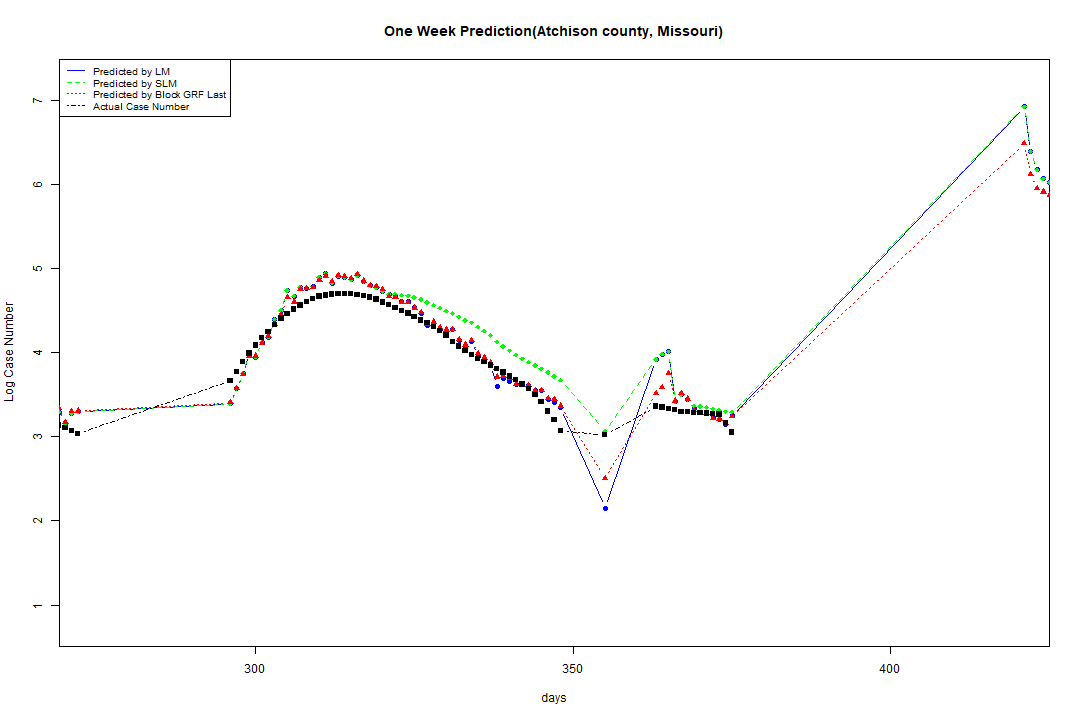 One Week Prediction(Atchison county, Missouri)
Predicted by LM
Predicted by SLM
Predicted by Block GRF Last
Actual Case Number
7
6
5
4
3
2
1
Log Case Number
300
350
400
days